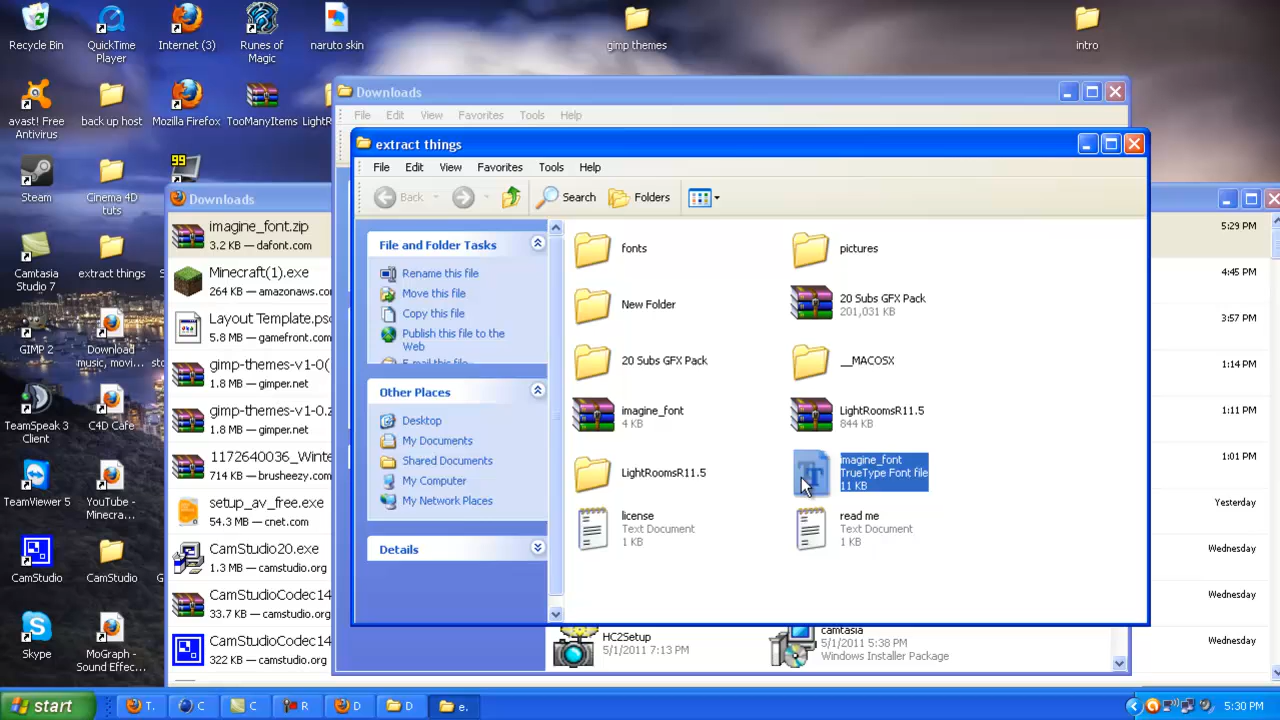 Recycle Bin
QuickTime
Player
Internet (3)
Runes of
Magic
naruto skin
gimp themes
intro
avast! Free
Antivirus
back up host
Mozilla Firefox
TooManyItems
Steam
Cinema 4D
tuts
99
Camtasia
Studio 7
extract things
GIMP 2
Download
music, movi...
TeamSpeak 3
Client
C4D Cafe
TeamViewer 5
YouTube -
Minecra...
CamStudio
CamStudio
Skype
MoGraph -
Sound Effec...
Downloads
File Edit View Favorites Tools Help
Downloads
imagine_font.zip
3.2 KB — dafont.com
5:29 PM
Minecraft(1).exe
264 KB — amazonaws.com
4:45 PM
5.8 MB — gamefront.com
3:57 PM
gimp-themes-v1-0(
1.8 MB — gimper.net
1:14 PM
gimp-themes-v1-0.z
1.8 MB — gimper.net
1:11 PM
1172640036_Winte
714 KB — brusheezy.com
1:01 PM
setup_av_free.exe
54.3 MB — cnet.com
Yesterday
CamStudio20.exe
1.3 MB — camstudio.org
Wednesday
CamStudioCodec14
33.7 KB — camstudio.org
Wednesday
CamStudioCodec14
322 KB — camstudio.org
Wednesday
extract things
File Edit View Favorites Tools Help
Back Search Folders
File and Folder Tasks
Rename this file
Move this file
Copy this file
Publish this file to the
Web
E-mail this file
Other Places
Desktop
My Documents
Shared Documents
My Computer
My Network Places
Details
fonts
pictures
New Folder
20 Subs GFX Pack
201,031 KB
20 Subs GFX Pack
__MACOSX
imagine_font
4 KB
LightRoomsR11.5
844 KB
LightRoomsR11.5
imagine_font
TrueType Font file
11 KB
license
Text Document
1 KB
read me
Text Document
1 KB
HC2Setup
5/1/2011 7:13 PM
camtasia
5/1/2011 5:38 PM
Windows Installer Package
start
T.
C
C
R
D
D
e.
5:30 PM